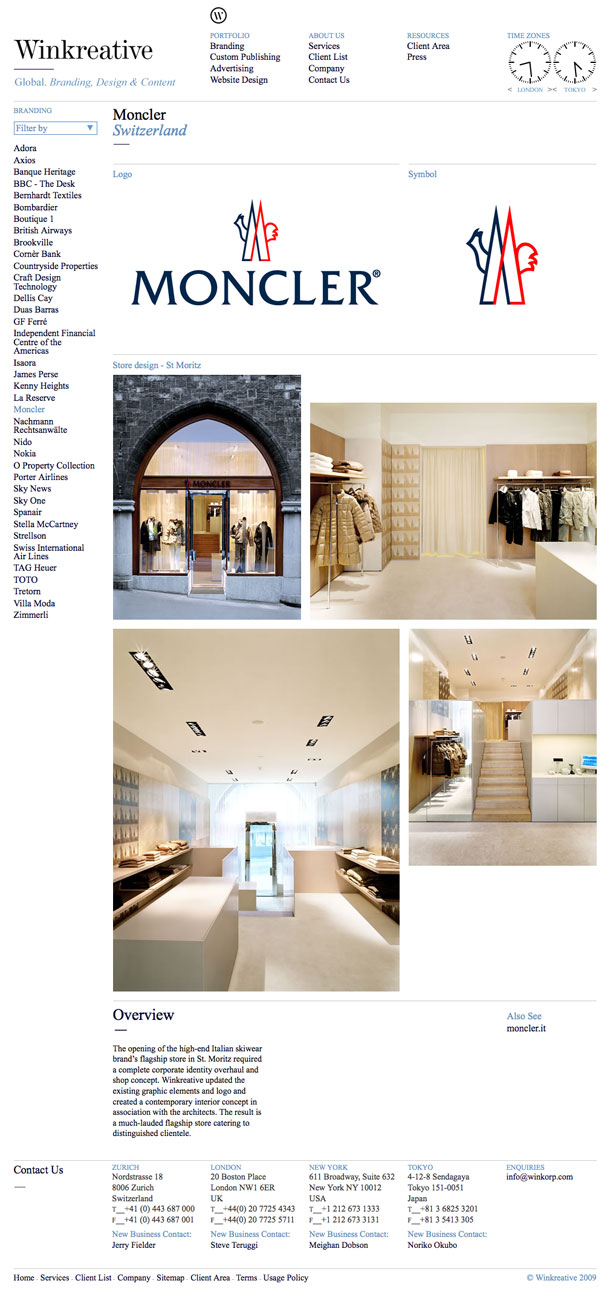 W
Winkreative
Global. Branding, Design & Content
PORTFOLIO
Branding
Custom Publishing
Advertising
Website Design
ABOUT US
Services
Client List
Company
Contact Us
RESOURCES
Client Area
Press
TIME ZONES
< LONDON >
< TOKYO >
BRANDING
Filter by
Adora
Axios
Banque Heritage
BBC - The Desk
Bernhardt Textiles
Bombardier
Boutique 1
British Airways
Brookville
Cornèr Bank
Countryside Properties
Craft Design
Technology
Dellis Cay
Duas Barras
GF Ferré
Independent Financial
Centre of the
Americas
Isaora
James Perse
Kenny Heights
La Reserve
Moncler
Nachmann
Rechtsanwälte
Nido
Nokia
O Property Collection
Porter Airlines
Sky News
Sky One
Spanair
Stella McCartney
Strellson
Swiss International
Air Lines
TAG Heuer
TOTO
Tretorn
Villa Moda
Zimmerli
Moncler
Switzerland
Logo
MONCLER®
Symbol
Store design - St Moritz
MONCLER
Overview
The opening of the high-end Italian skiwear
brand's flagship store in St. Moritz required
a complete corporate identity overhaul and
shop concept. Winkreative updated the
existing graphic elements and logo and
created a contemporary interior concept in
association with the architects. The result is
a much-lauded flagship store catering to
distinguished clientele.
Also See
moncler.it
Contact Us
ZURICH
Nordstrasse 18
8006 Zurich
Switzerland
T__+41 (0) 443 687 000
F__+41 (0) 443 687 001
New Business Contact:
Jerry Fielder
LONDON
20 Boston Place
London NW1 6ER
UK
T__+44(0) 20 7725 4343
F__+44(0) 20 7725 5711
New Business Contact:
Steve Teruggi
NEW YORK
611 Broadway, Suite 632
New York NY 10012
USA
T__+1 212 673 1333
F__+1 212 673 3131
New Business Contact:
Meighan Dobson
TOKYO
4-12-8 Sendagaya
Tokyo 151-0051
Japan
T__+81 3 6825 3201
F__+81 3 5413 305
New Business Contact:
Noriko Okubo
ENQUIRIES
info@winkorp.com
Home . Services . Client List . Company . Sitemap . Client Area . Terms . Usage Policy
© Winkreative 2009